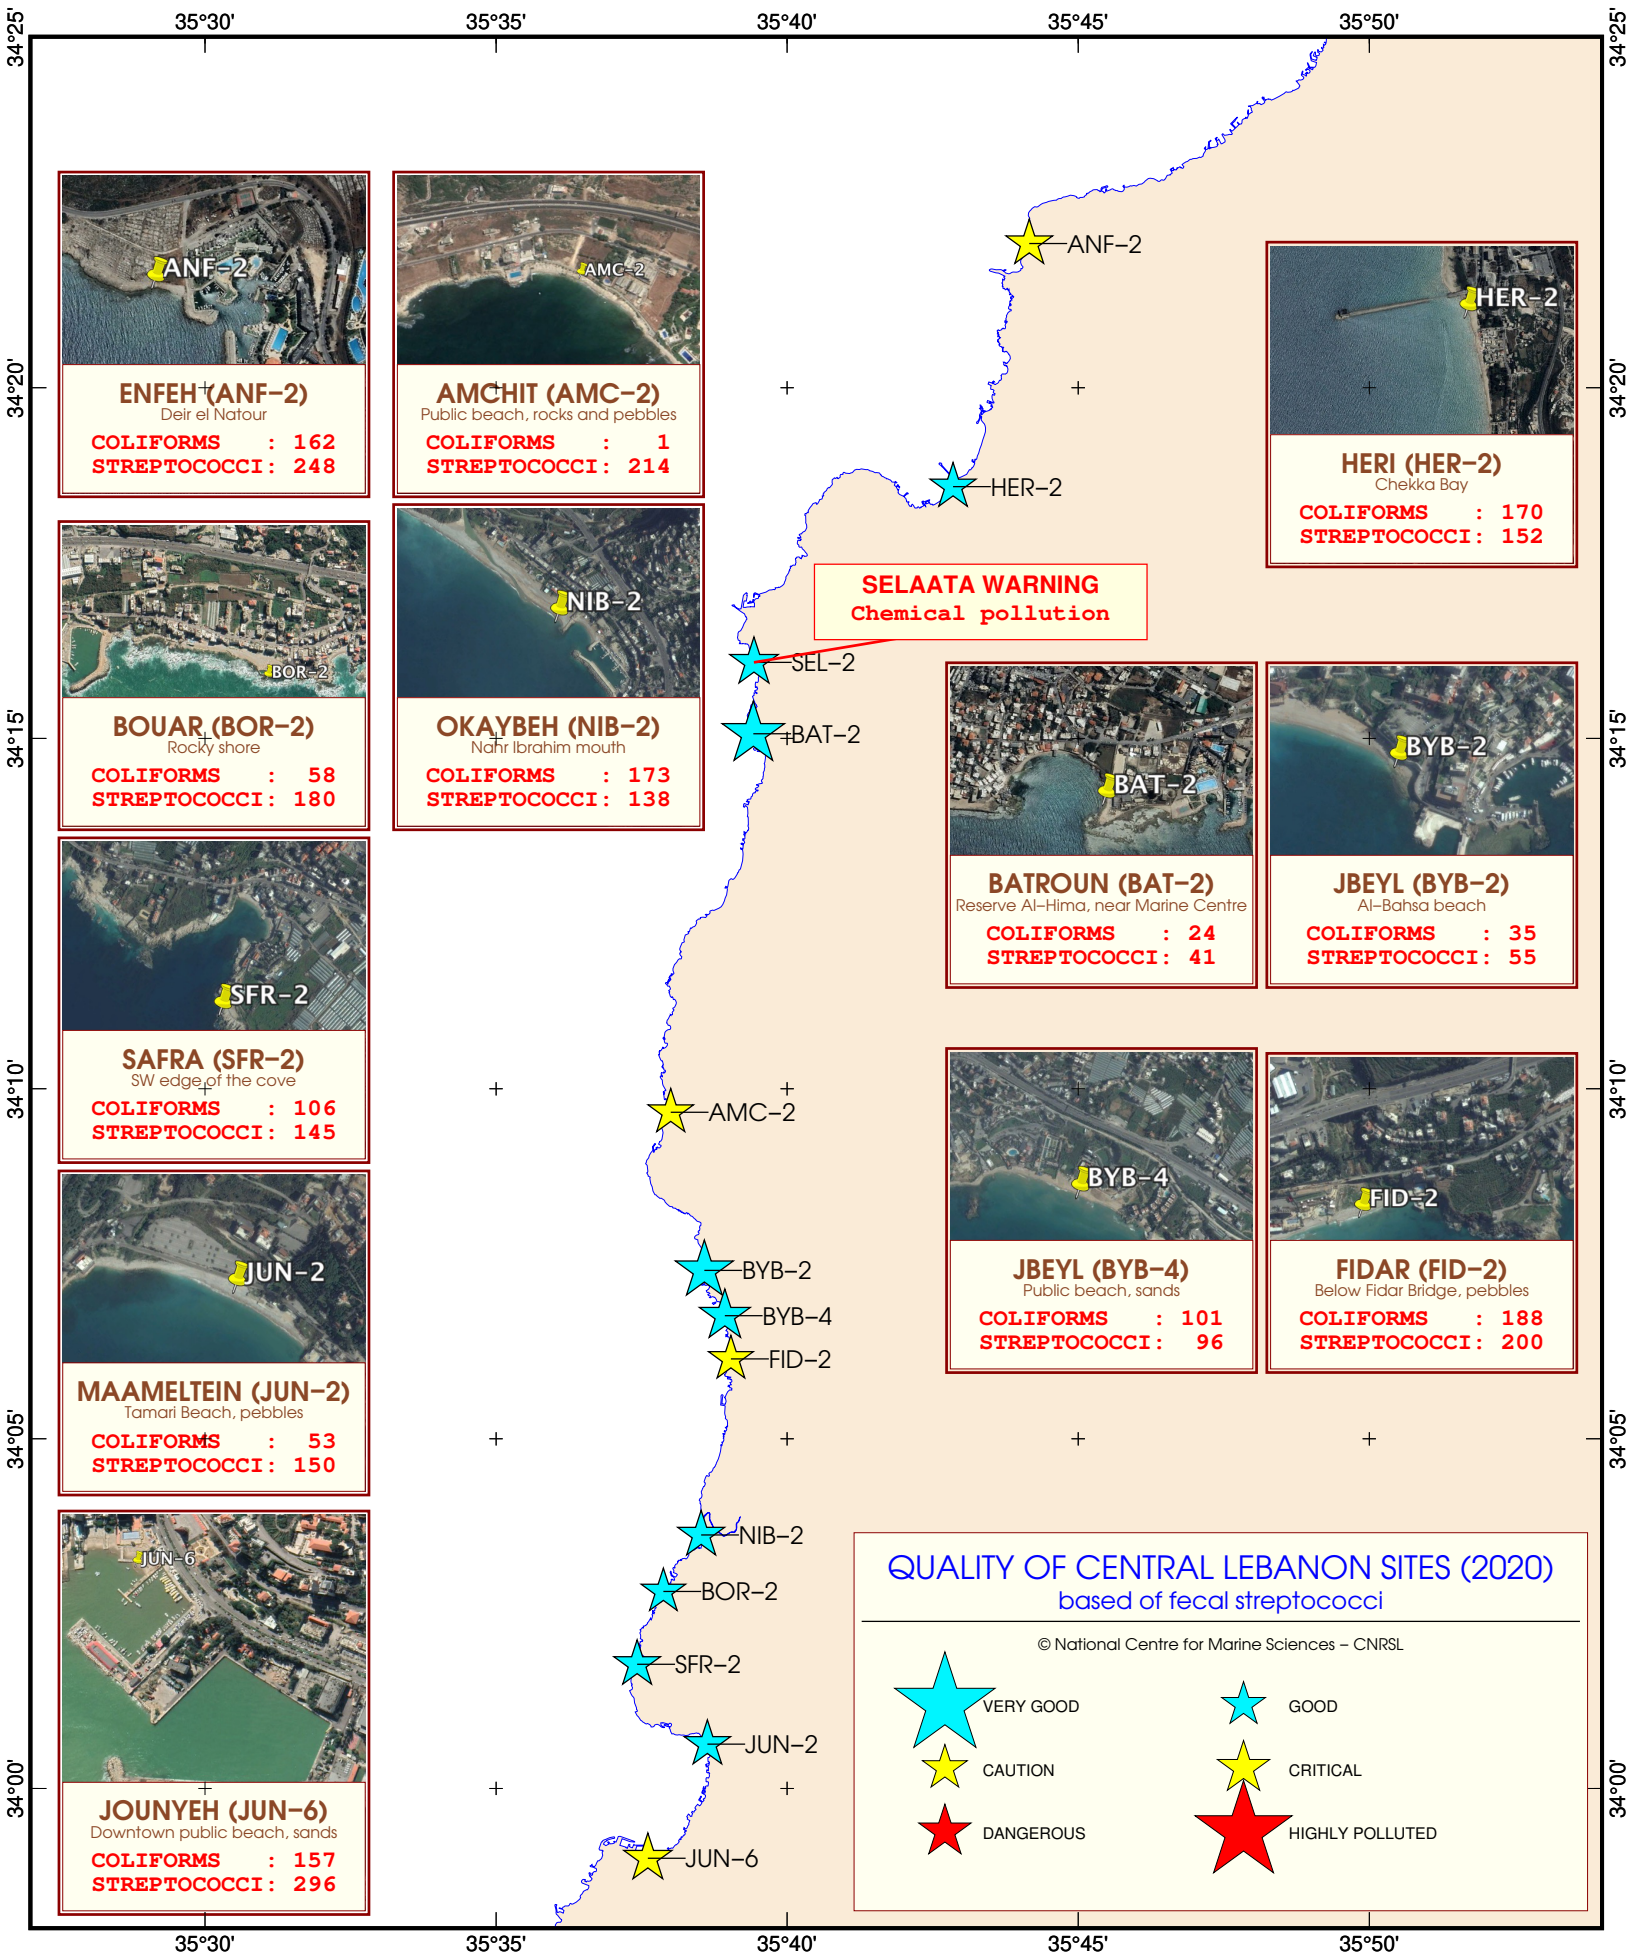 35°30' 35°35' 35°40' 35°45' 35°50'
34°25' 34°25'
ANF-2
AMC-2
ANF-2
HER-2
ENFEH (ANF-2)
Deir el Natour
COLIFORMS : 162
STREPTOCOCCI: 248
AMCHIT (AMC-2)
Public beach, rocks and pebbles
COLIFORMS : 1
STREPTOCOCCI: 214
34°20' 34°20'
HERI (HER-2)
Chekka Bay
COLIFORMS : 170
STREPTOCOCCI: 152
HER-2
BOR-2
BOUAR (BOR-2)
Rocky shore
COLIFORMS : 58
STREPTOCOCCI: 180
NIB-2
OKAYBEH (NIB-2)
Nahr Ibrahim mouth
COLIFORMS : 173
STREPTOCOCCI: 138
SELAATA WARNING
Chemical pollution
SEL-2
BAT-2
34°15' 34°15'
BAT-2
BATROUN (BAT-2)
Reserve Al-Hima, near Marine Centre
COLIFORMS : 24
STREPTOCOCCI: 41
BYB-2
JBEYL (BYB-2)
Al-Bahsa beach
COLIFORMS : 35
STREPTOCOCCI: 55
SFR-2
SAFRA (SFR-2)
SW edge of the cove
COLIFORMS : 106
STREPTOCOCCI: 145
34°10' 34°10'
AMC-2
BYB-4
JBEYL (BYB-4)
Public beach, sands
COLIFORMS : 101
STREPTOCOCCI: 96
FID-2
FIDAR (FID-2)
Below Fidar Bridge, pebbles
COLIFORMS : 188
STREPTOCOCCI: 200
JUN-2
MAAMELTEIN (JUN-2)
Tamari Beach, pebbles
COLIFORMS : 53
STREPTOCOCCI: 150
BYB-2
BYB-4
FID-2
34°05' 34°05'
NIB-2
BOR-2
SFR-2
JUN-2
JUN-6
JUN-6
JOUNYEH (JUN-6)
Downtown public beach, sands
COLIFORMS : 157
STREPTOCOCCI: 296
34°00' 34°00'
QUALITY OF CENTRAL LEBANON SITES (2020)
based of fecal streptococci
© National Centre for Marine Sciences - CNRSL
VERY GOOD GOOD
CAUTION CRITICAL
DANGEROUS HIGHLY POLLUTED
35°30' 35°35' 35°40' 35°45' 35°50'